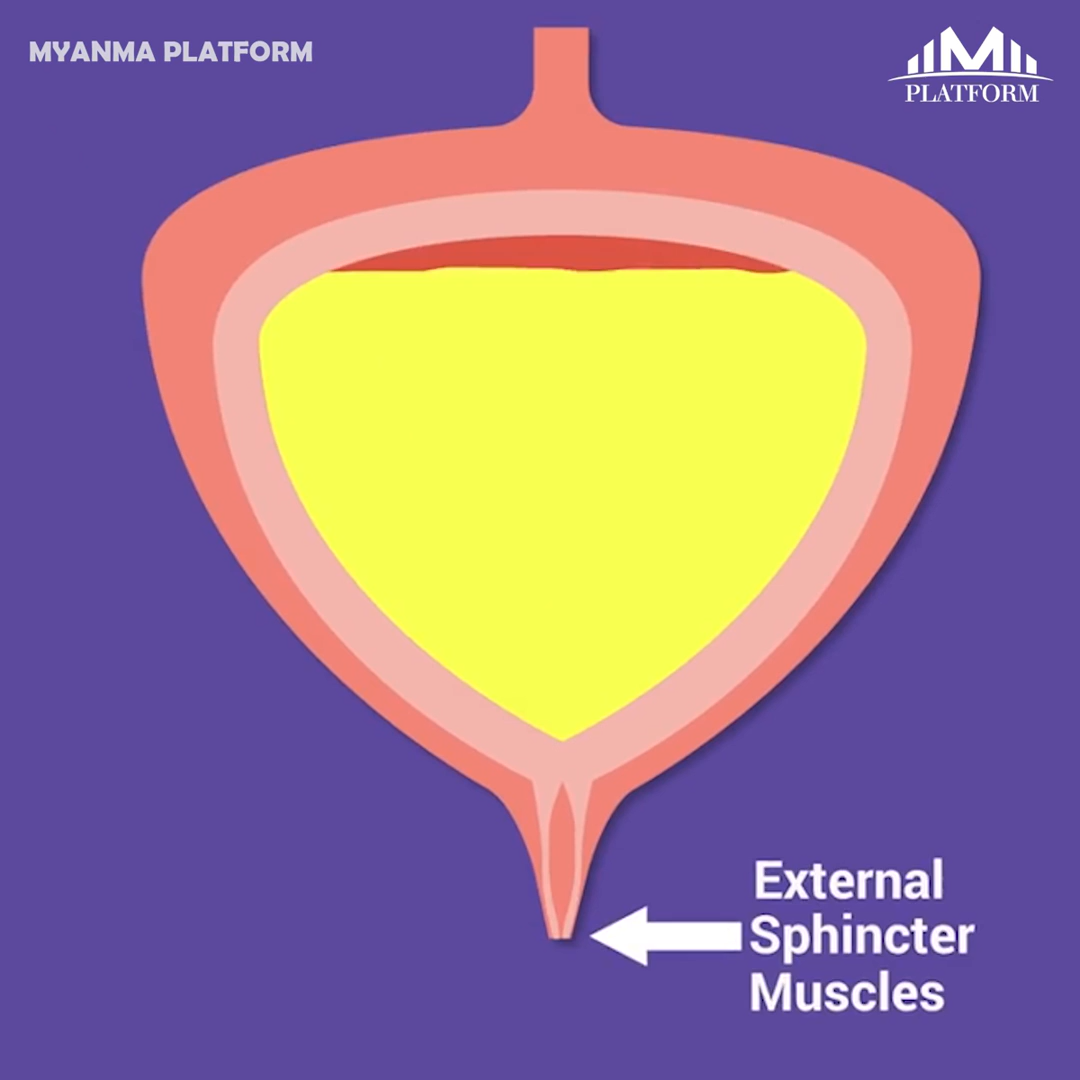 MYANMA PLATFORM
PLATFORM
External
Sphincter
Muscles